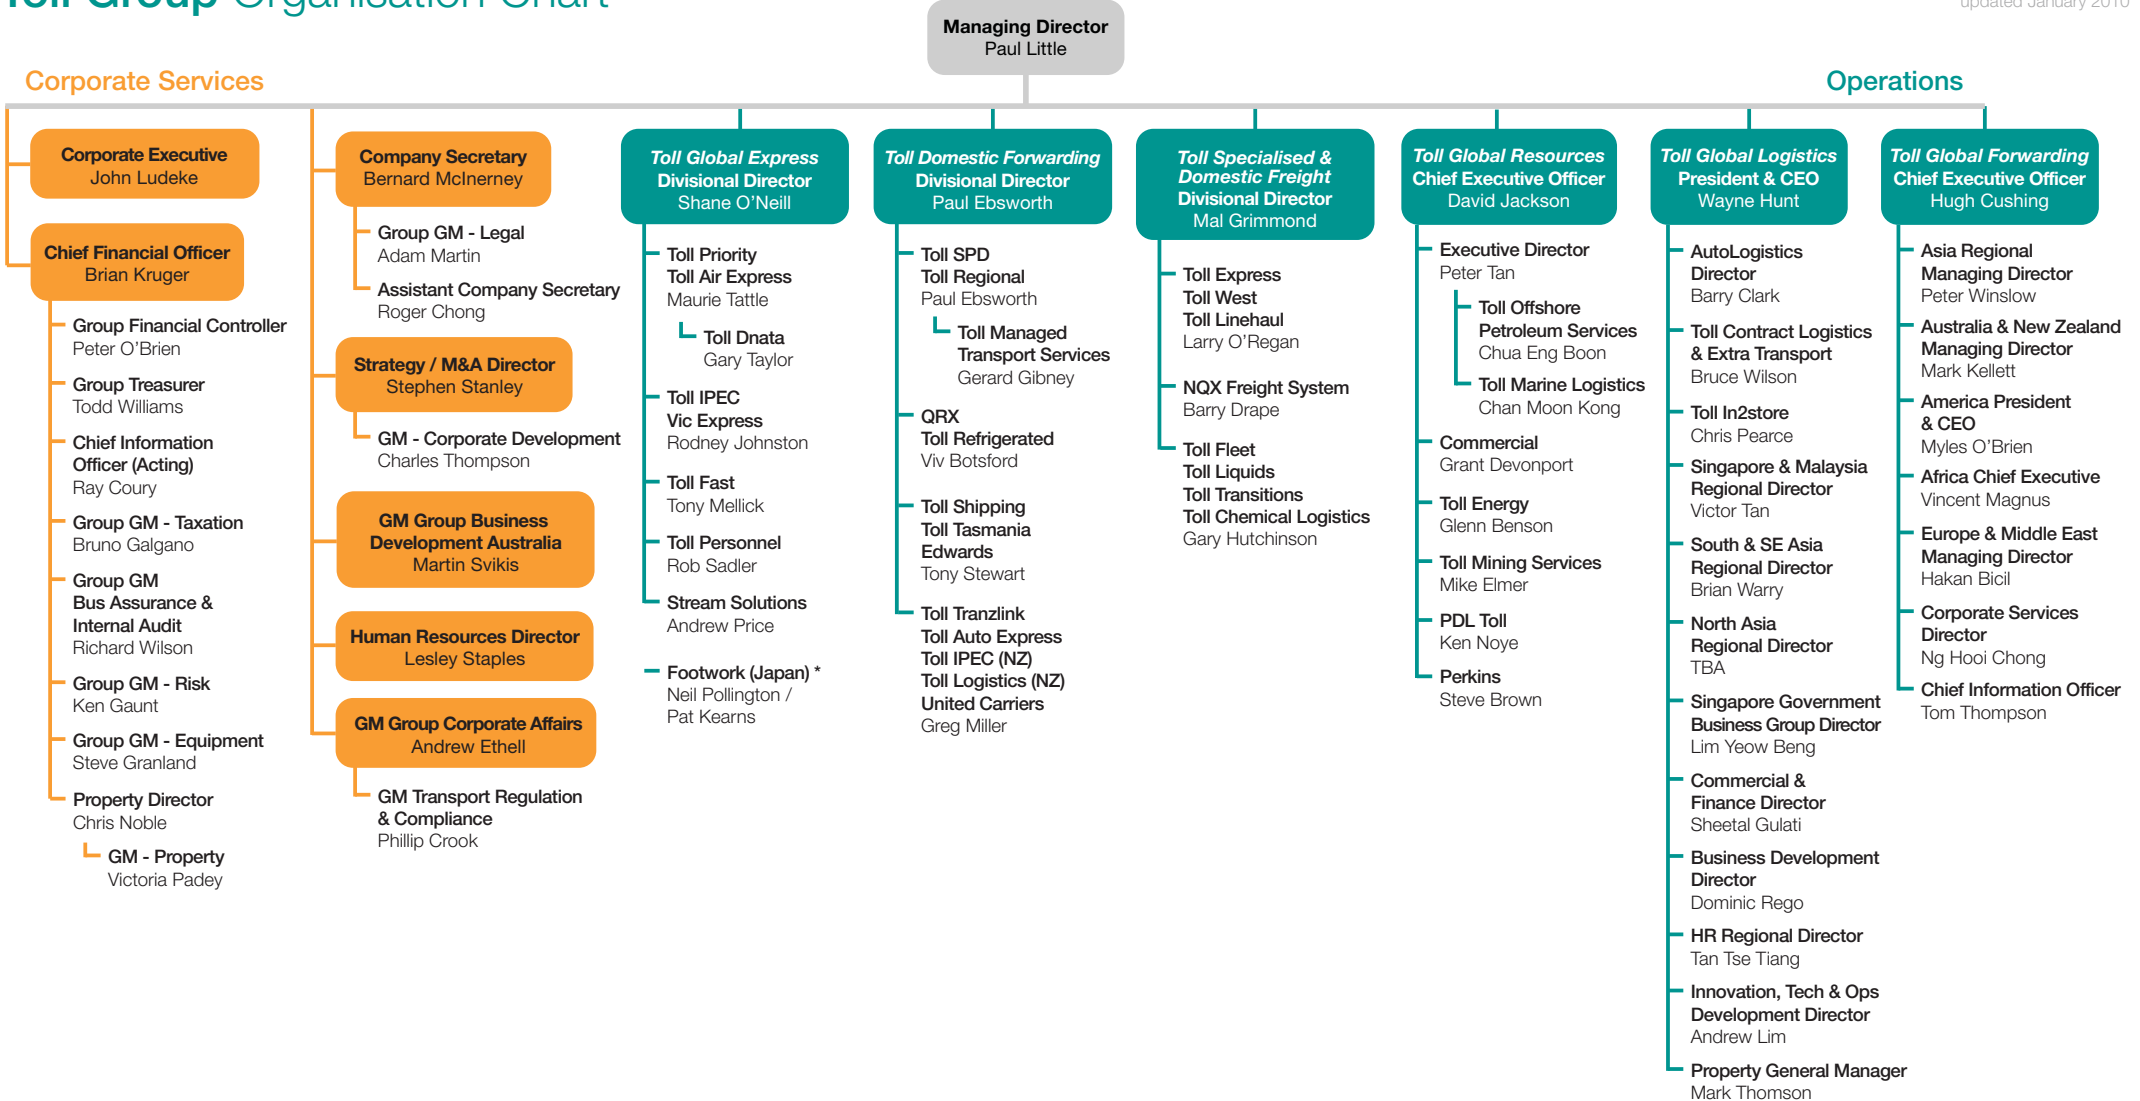 Toll Group Organisation Chart
updated January 2010
Managing Director
Paul Little
Corporate Services
Operations
Corporate Executive
John Ludeke
Chief Financial Officer
Brian Kruger
Group Financial Controller
Peter O'Brien
Group Treasurer
Todd Williams
Chief Information
Officer (Acting)
Ray Coury
Group GM - Taxation
Bruno Galgano
Group GM
Bus Assurance &
Internal Audit
Richard Wilson
Group GM - Risk
Ken Gaunt
Group GM - Equipment
Steve Granland
Property Director
Chris Noble
GM - Property
Victoria Padey
Company Secretary
Bernard McInerney
Group GM - Legal
Adam Martin
Assistant Company Secretary
Roger Chong
Strategy / M&A Director
Stephen Stanley
GM - Corporate Development
Charles Thompson
GM Group Business
Development Australia
Martin Svikis
Human Resources Director
Lesley Staples
GM Group Corporate Affairs
Andrew Ethell
GM Transport Regulation
& Compliance
Phillip Crook
Toll Global Express
Divisional Director
Shane O'Neill
Toll Priority
Toll Air Express
Maurie Tattle
Toll Dnata
Gary Taylor
Toll IPEC
Vic Express
Rodney Johnston
Toll Fast
Tony Mellick
Toll Personnel
Rob Sadler
Stream Solutions
Andrew Price
Footwork (Japan) *
Neil Pollington /
Pat Kearns
Toll Domestic Forwarding
Divisional Director
Paul Ebsworth
Toll SPD
Toll Regional
Paul Ebsworth
Toll Managed
Transport Services
Gerard Gibney
QRX
Toll Refrigerated
Viv Botsford
Toll Shipping
Toll Tasmania
Edwards
Tony Stewart
Toll Tranzlink
Toll Auto Express
Toll IPEC (NZ)
Toll Logistics (NZ)
United Carriers
Greg Miller
Toll Specialised &
Domestic Freight
Divisional Director
Mal Grimmond
Toll Express
Toll West
Toll Linehaul
Larry O'Regan
NQX Freight System
Barry Drape
Toll Fleet
Toll Liquids
Toll Transitions
Toll Chemical Logistics
Gary Hutchinson
Toll Global Resources
Chief Executive Officer
David Jackson
Executive Director
Peter Tan
Toll Offshore
Petroleum Services
Chua Eng Boon
Toll Marine Logistics
Chan Moon Kong
Commercial
Grant Devonport
Toll Energy
Glenn Benson
Toll Mining Services
Mike Elmer
PDL Toll
Ken Noye
Perkins
Steve Brown
Toll Global Logistics
President & CEO
Wayne Hunt
AutoLogistics
Director
Barry Clark
Toll Contract Logistics
& Extra Transport
Bruce Wilson
Toll In2store
Chris Pearce
Singapore & Malaysia
Regional Director
Victor Tan
South & SE Asia
Regional Director
Brian Warry
North Asia
Regional Director
TBA
Singapore Government
Business Group Director
Lim Yeow Beng
Commercial &
Finance Director
Sheetal Gulati
Business Development
Director
Dominic Rego
HR Regional Director
Tan Tse Tiang
Innovation, Tech & Ops
Development Director
Andrew Lim
Property General Manager
Mark Thomson
Toll Global Forwarding
Chief Executive Officer
Hugh Cushing
Asia Regional
Managing Director
Peter Winslow
Australia & New Zealand
Managing Director
Mark Kellett
America President
& CEO
Myles O'Brien
Africa Chief Executive
Vincent Magnus
Europe & Middle East
Managing Director
Hakan Bicil
Corporate Services
Director
Ng Hooi Chong
Chief Information Officer
Tom Thompson